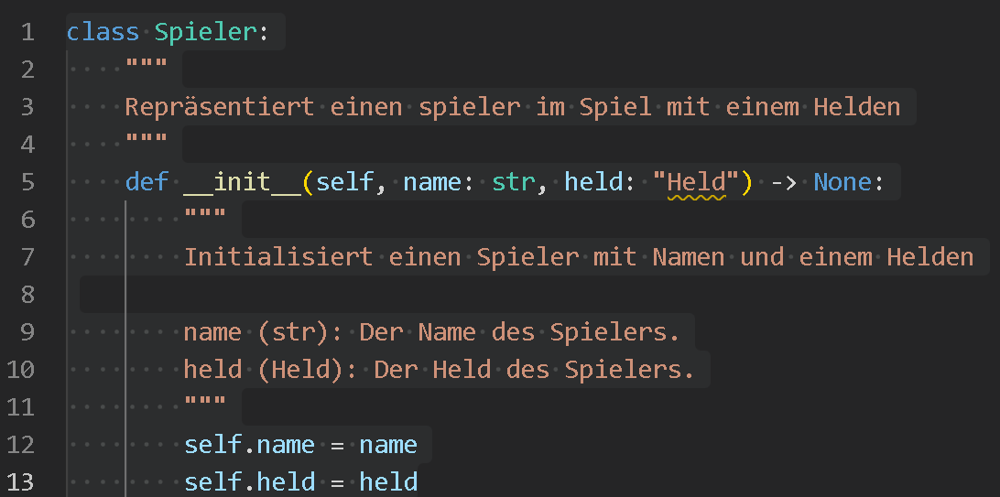 1 class Spieler:
2     """
3     Repräsentiert einen spieler im Spiel mit einem Helden
4     """
5     def __init__(self, name: str, held: "Held") -> None:
6         """
7         Initialisiert einen Spieler mit Namen und einem Helden
8
9         name (str): Der Name des Spielers.
10         held (Held): Der Held des Spielers.
11         """
12         self.name = name
13         self.held = held